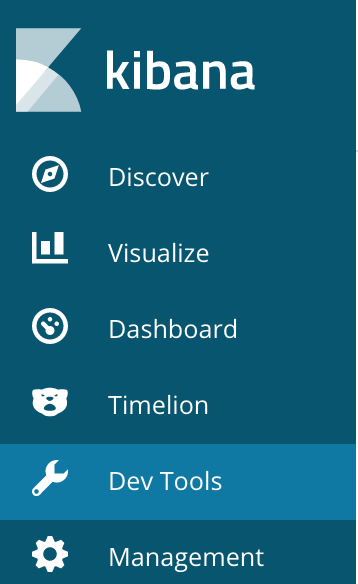 kibana
Discover
Visualize
Dashboard
Timelion
Dev Tools
Management